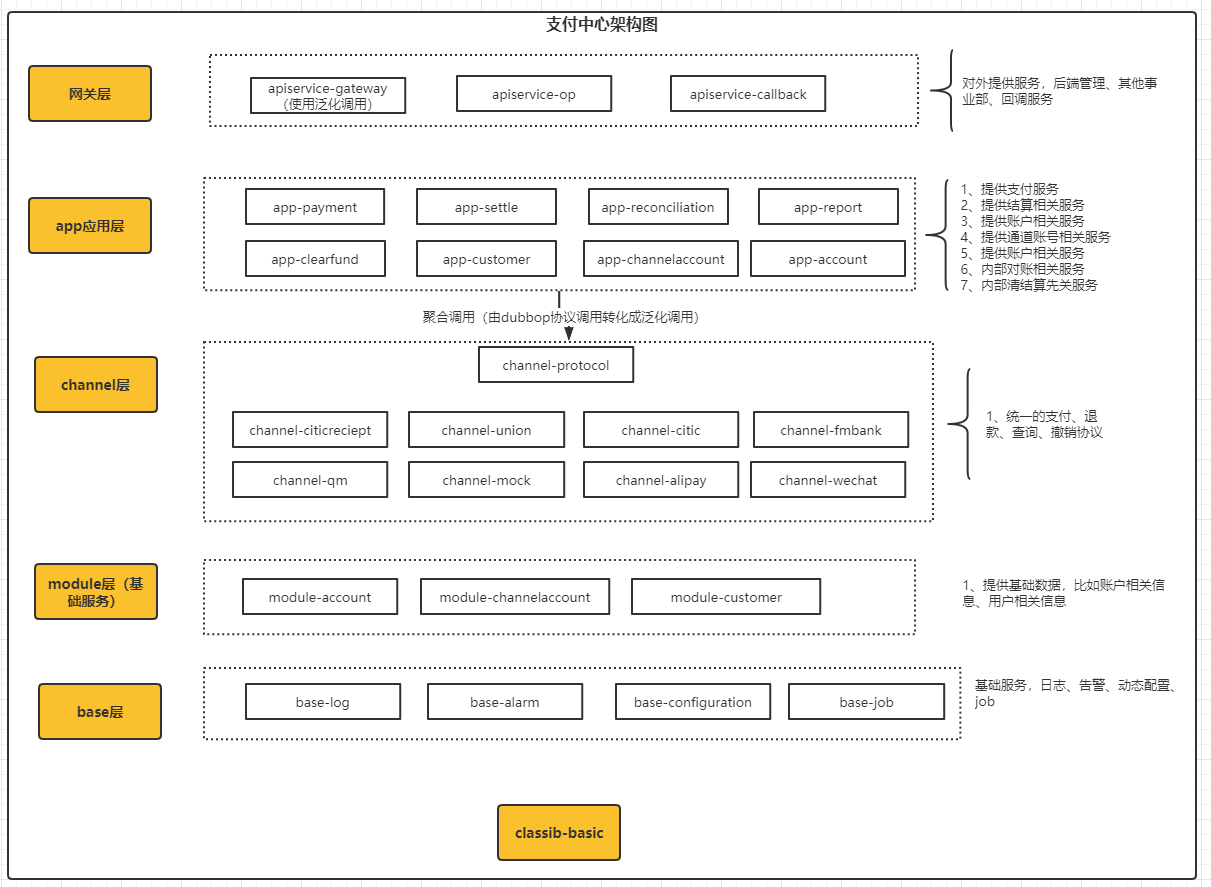 支付中心架构图
网关层
apiservice-gateway
（使用泛化调用）
apiservice-op
apiservice-callback
对外提供服务，后端管理、其他事
业部、回调服务
app应用层
app-payment
app-settle
app-reconciliation
app-report
app-clearfund
app-customer
app-channelaccount
app-account
1、提供支付服务
2、提供结算相关服务
3、提供账户相关服务
4、提供通道账号相关服务
5、提供账户相关服务
6、内部对账相关服务
7、内部清结算先关服务
聚合调用（由dubbop协议调用转化成泛化调用）
channel层
channel-protocol
channel-citicreciept
channel-union
channel-citic
channel-fmbank
channel-qm
channel-mock
channel-alipay
channel-wechat
1、统一的支付、退
款、查询、撤销协议
module层（基
础服务）
module-account
module-channelaccount
module-customer
1、提供基础数据，比如账户相关信
息、用户相关信息
base层
base-log
base-alarm
base-configuration
base-job
基础服务，日志、告警、动态配置、
job
classib-basic